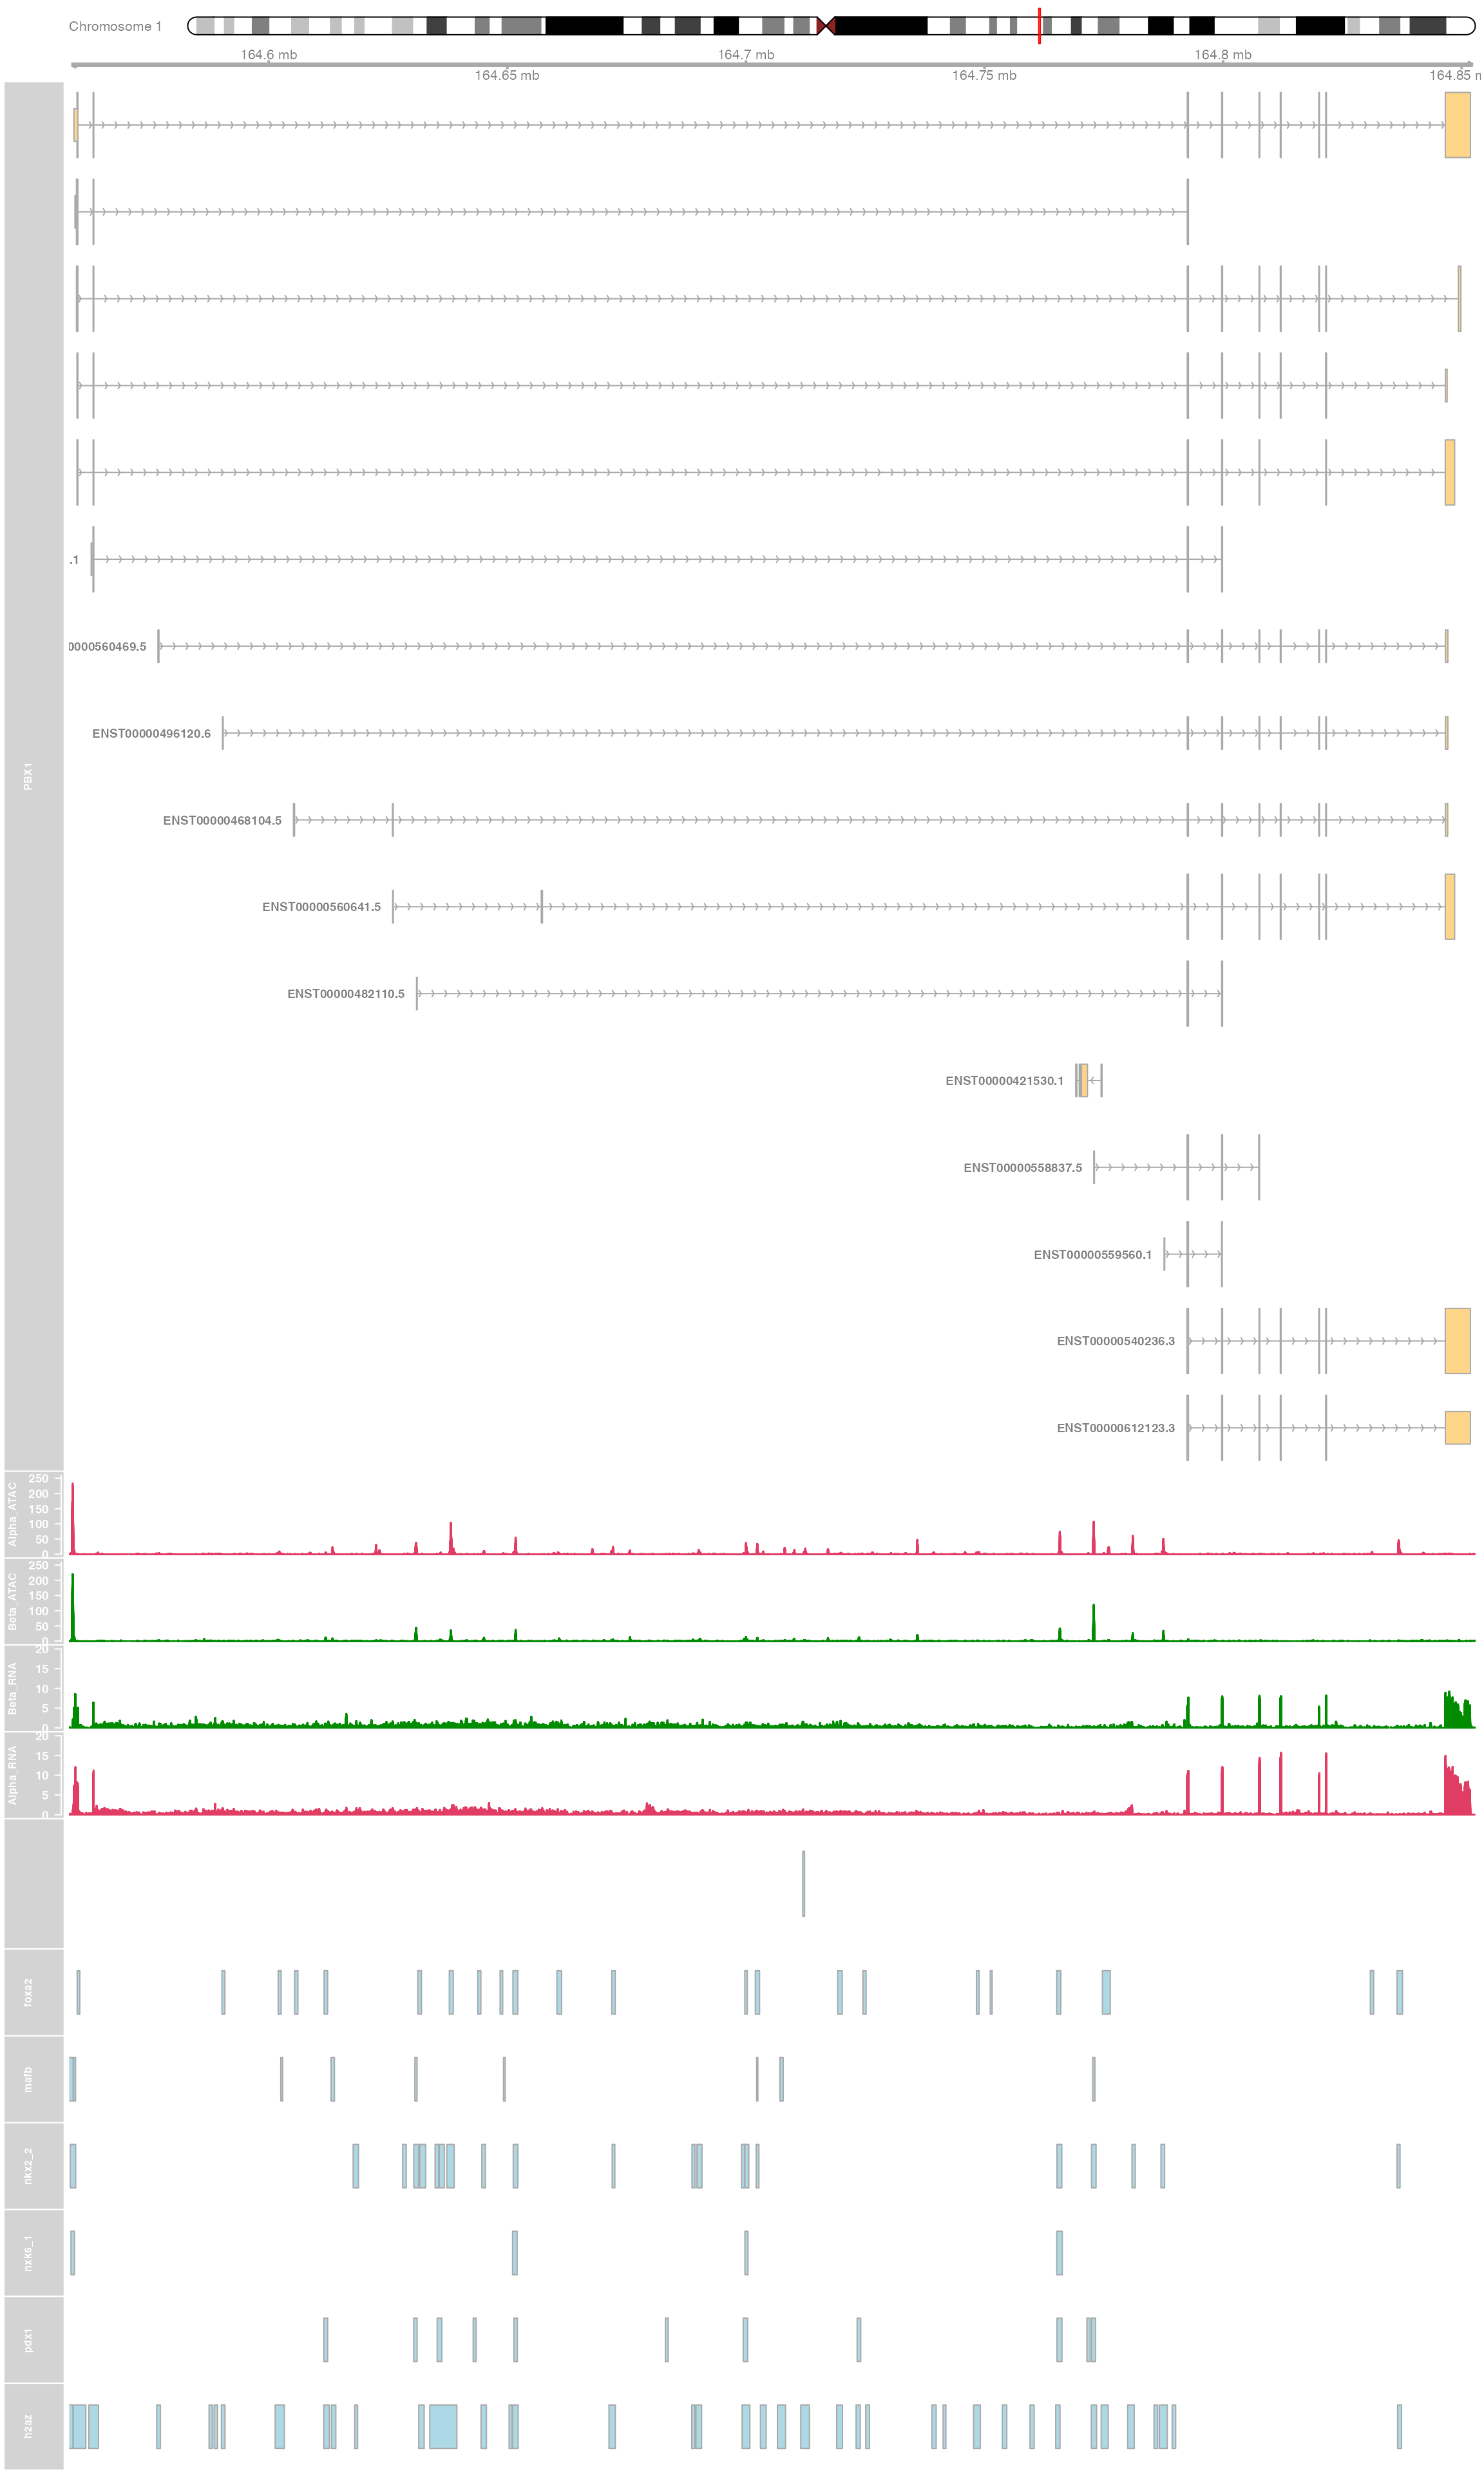 Chromosome 1
164.6 mb
164.7 mb
164.8 mb
164.65 mb
164.75 mb
164.85 m
PBX1
.1
0000560469.5
ENST00000496120.6
ENST00000468104.5
ENST00000560641.5
ENST00000482110.5
ENST00000421530.1
ENST00000558837.5
ENST00000559560.1
ENST00000540236.3
ENST00000612123.3
Alpha_ATAC
250
200
150
100
50
0
Beta_ATAC
250
200
150
100
50
0
Beta_RNA
20
15
10
5
0
Alpha_RNA
20
15
10
5
0
foxa2
mafb
nkx2_2
nxk6_1
pdx1
h2az